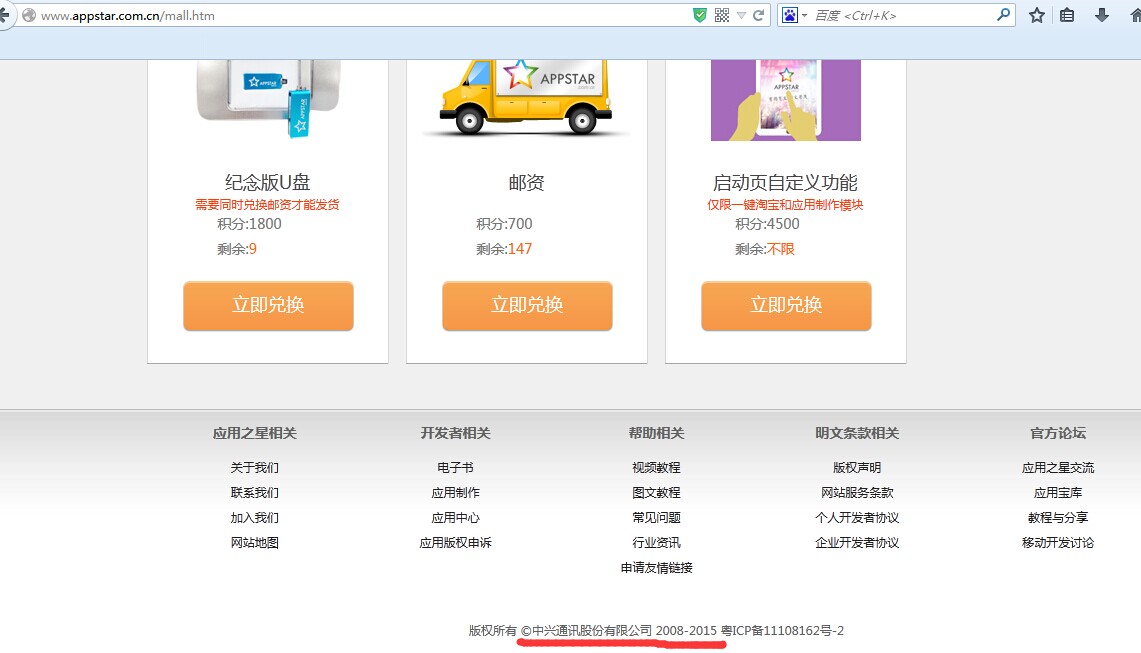 www.appstar.com.cn/mall.htm
百度 <Ctrl+K>
APPSTAR
APPSTAR
APPSTAR
纪念版U盘
需要同时兑换邮资才能发货
积分:1800
剩余:9
立即兑换
邮资
积分:700
剩余:147
立即兑换
启动页自定义功能
仅限一键淘宝和应用制作模块
积分:4500
剩余:不限
立即兑换
应用之星相关
关于我们
联系我们
加入我们
网站地图
开发者相关
电子书
应用制作
应用中心
应用版权申诉
帮助相关
视频教程
图文教程
常见问题
行业资讯
申请友情链接
明文条款相关
版权声明
网站服务条款
个人开发者协议
企业开发者协议
官方论坛
应用之星交流
应用宝库
教程与分享
移动开发讨论
版权所有 ©中兴通讯股份有限公司 2008-2015 粤ICP备11108162号-2